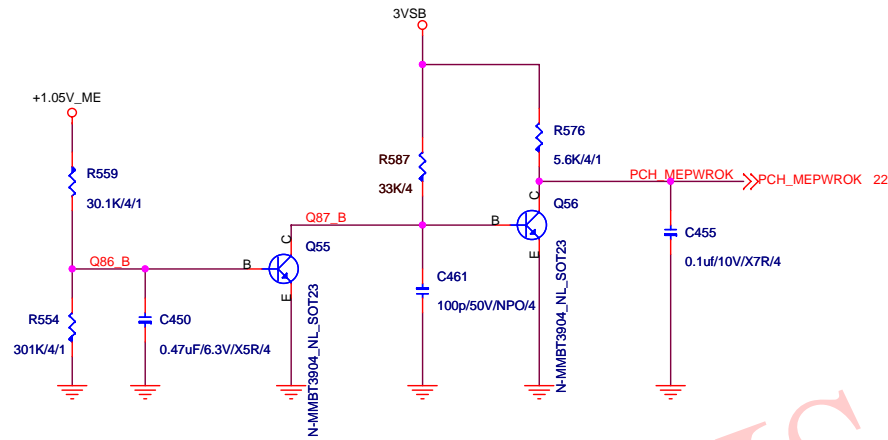 3VSB
+1.05V_ME
R559
30.1K/4/1
R587
33K/4
R576
5.6K/4/1
PCH_MEPWROK
PCH_MEPWROK 22
Q86_B
B
C
E
Q55
N-MMBT3904_NL_SOT23
Q87_B
B
C
E
Q56
N-MMBT3904_NL_SOT23
R554
301K/4/1
C450
0.47uF/6.3V/X5R/4
C461
100p/50V/NPO/4
C455
0.1uf/10V/X7R/4